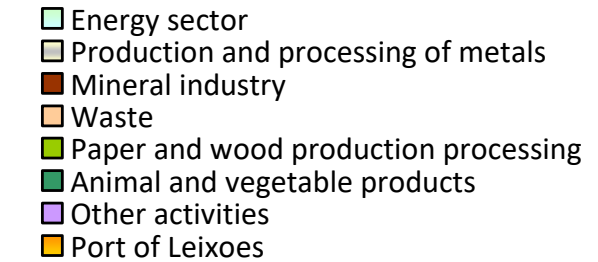 Energy sector
Production and processing of metals
Mineral industry
Waste
Paper and wood production processing
Animal and vegetable products
Other activities
Port of Leixoes